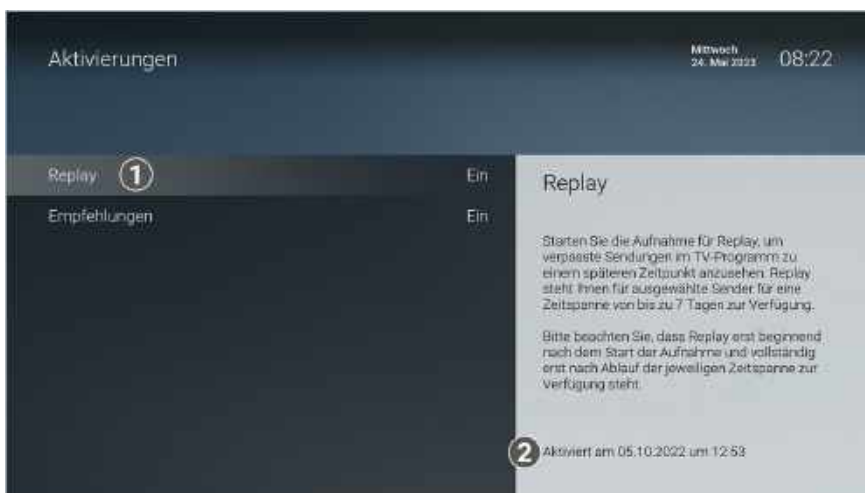 Aktivierungen
Mittwoch
24. Mai 2023
08:22
Replay 1 Ein
Empfehlungen Ein
Replay
Starten Sie die Aufnahme für Replay, um
verpasste Sendungen im TV-Programm zu
einem späteren Zeitpunkt anzusehen. Replay
steht Ihnen für ausgewählte Sender für eine
Zeitspanne von bis zu 7 Tagen zur Verfügung.
Bitte beachten Sie, dass Replay erst beginnend
nach dem Start der Aufnahme und vollständig
erst nach Ablauf der jeweiligen Zeitspanne zur
Verfügung steht.
2 Aktiviert am 05.10.2022 um 12:53